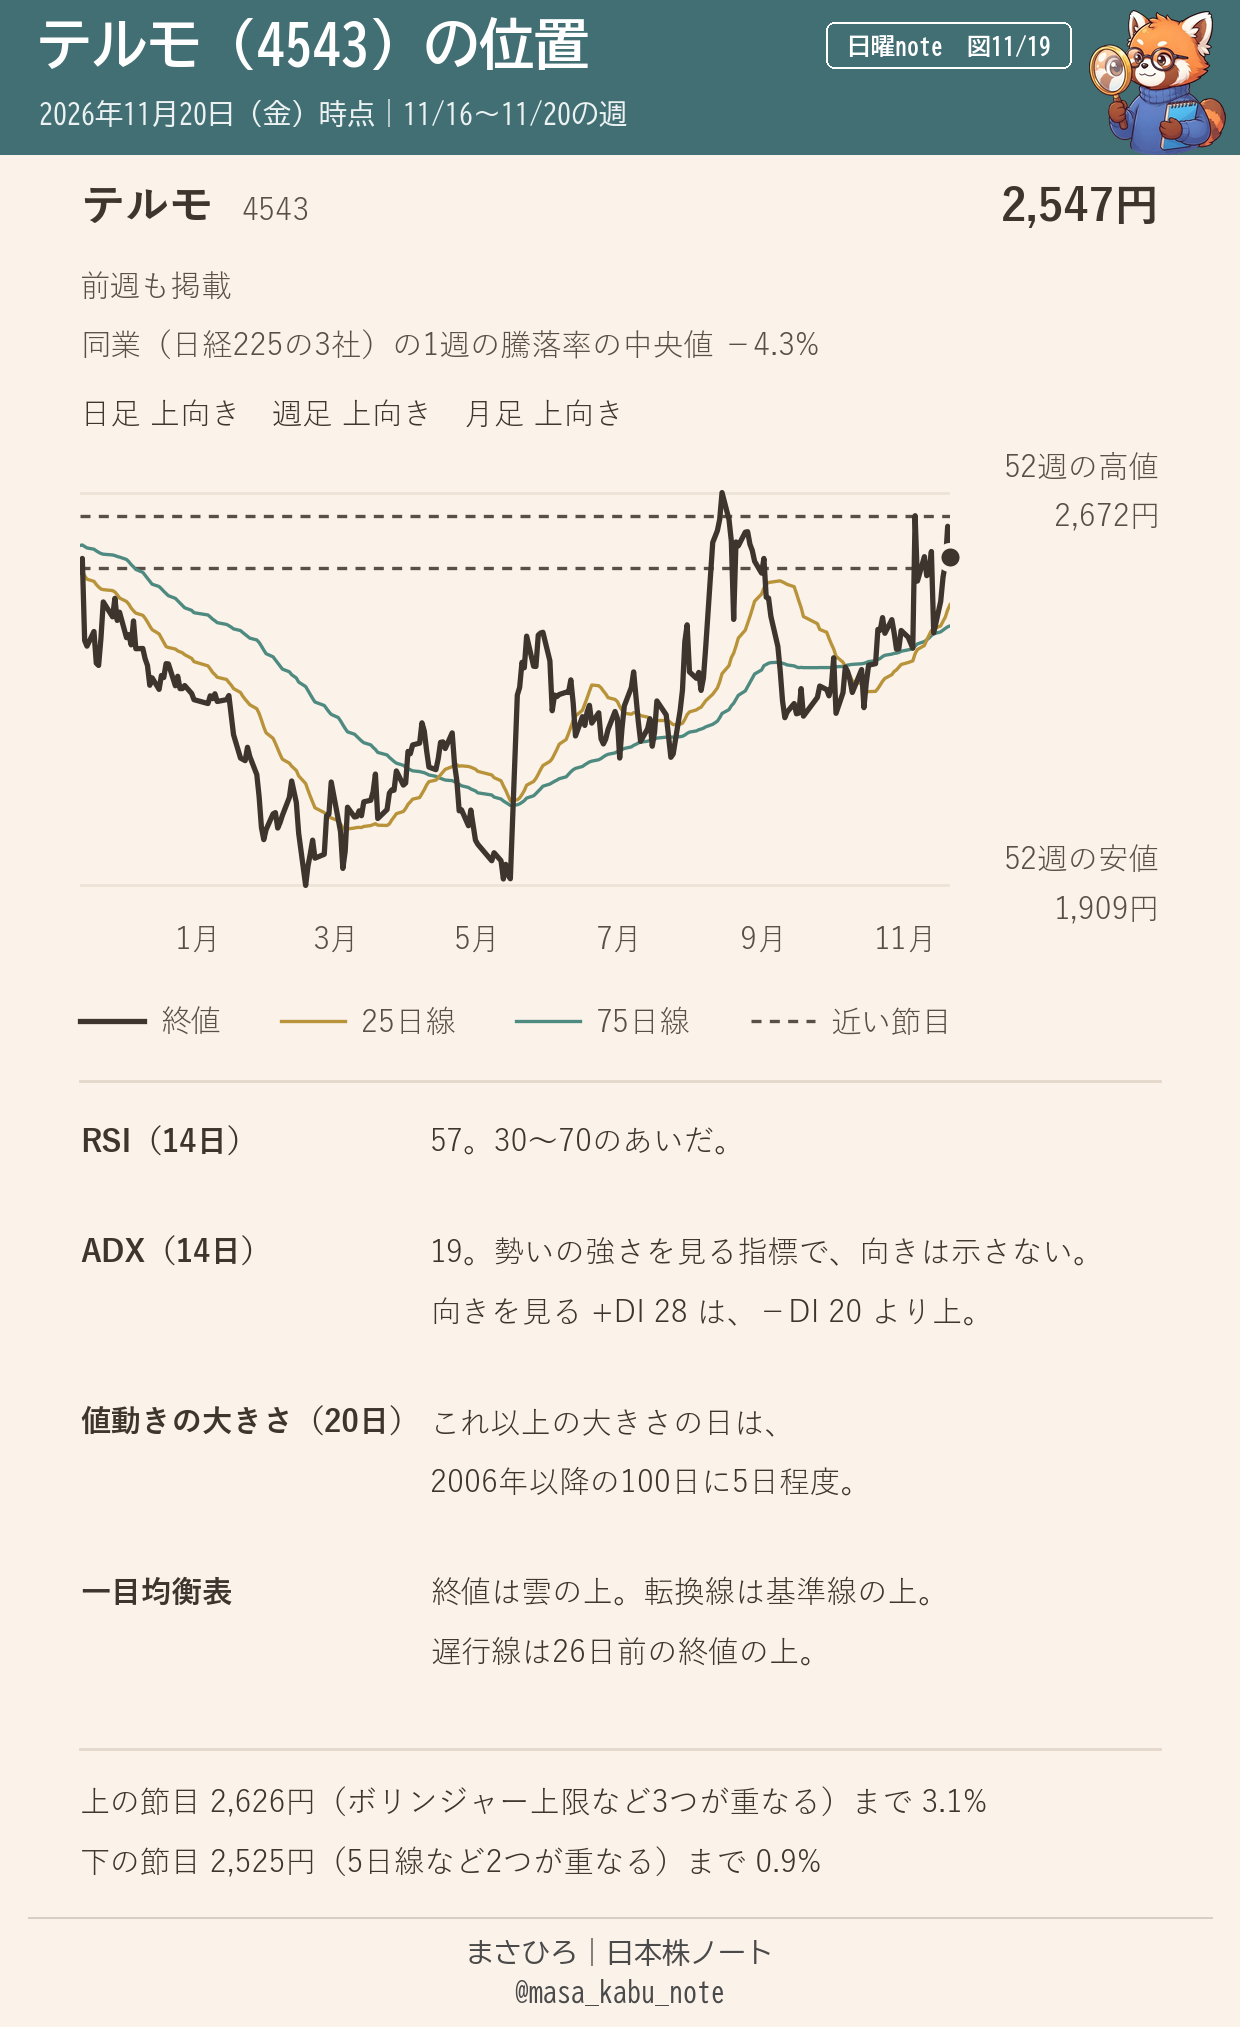 テルモ（4543）の位置
日曜note 図11/19
2026年11月20日（金）時点｜11/16〜11/20の週
テルモ 4543
2,547円
前週も掲載
同業（日経225の3社）の1週の騰落率の中央値 −4.3%
日足 上向き 週足 上向き 月足 上向き
52週の高値
2,672円
52週の安値
1,909円
1月 3月 5月 7月 9月 11月
終値 25日線 75日線 近い節目
RSI（14日） 57。30〜70のあいだ。
ADX（14日） 19。勢いの強さを見る指標で、向きは示さない。
向きを見る +DI 28 は、−DI 20 より上。
値動きの大きさ（20日） これ以上の大きさの日は、
2006年以降の100日に5日程度。
一目均衡表 終値は雲の上。転換線は基準線の上。
遅行線は26日前の終値の上。
上の節目 2,626円（ボリンジャー上限など3つが重なる）まで 3.1%
下の節目 2,525円（5日線など2つが重なる）まで 0.9%
まさひろ｜日本株ノート
@masa_kabu_note